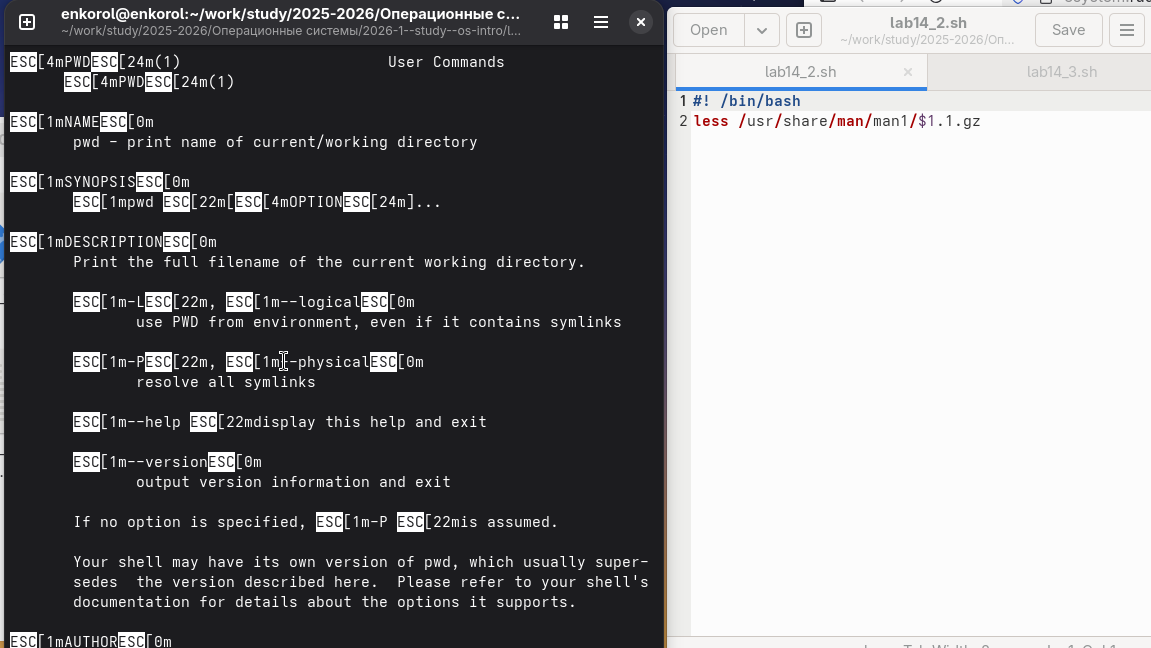 enkorol@enkorol:~/work/study/2025-2026/Операционные с...
~/work/study/2025-2026/Операционные системы/2026-1--study--os-intro/l...
ESC[4mPWDESC[24m(1) User Commands
ESC[4mPWDESC[24m(1)
ESC[1mNAMEESC[0m
pwd - print name of current/working directory
ESC[1mSYNOPSISESC[0m
ESC[1mpwd ESC[22m[ESC[4mOPTIONESC[24m]...
ESC[1mDESCRIPTIONESC[0m
Print the full filename of the current working directory.
ESC[1m-LESC[22m, ESC[1m--logicalESC[0m
use PWD from environment, even if it contains symlinks
ESC[1m-PESC[22m, ESC[1m--physicalESC[0m
resolve all symlinks
ESC[1m--help ESC[22mdisplay this help and exit
ESC[1m--versionESC[0m
output version information and exit
If no option is specified, ESC[1m-P ESC[22mis assumed.
Your shell may have its own version of pwd, which usually super-
sedes the version described here. Please refer to your shell's
documentation for details about the options it supports.
ESC[1mAUTHORESC[0m
Open
lab14_2.sh
~/work/study/2025-2026/Оп...
Save
lab14_2.sh
lab14_3.sh
1 #! /bin/bash
2 less /usr/share/man/man1/$1.1.gz